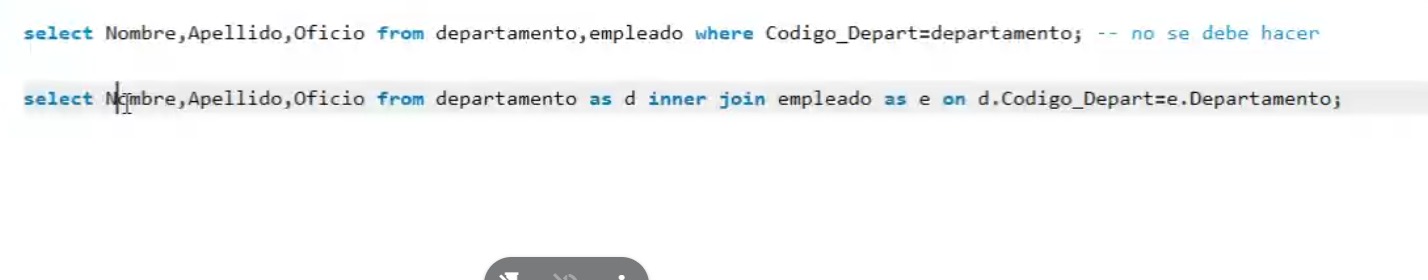 select Nombre,Apellido,Oficio from departamento,empleado where Codigo_Depart=departamento; -- no se debe hacer
select Nombre,Apellido,Oficio from departamento as d inner join empleado as e on d.Codigo_Depart=e.Departamento;